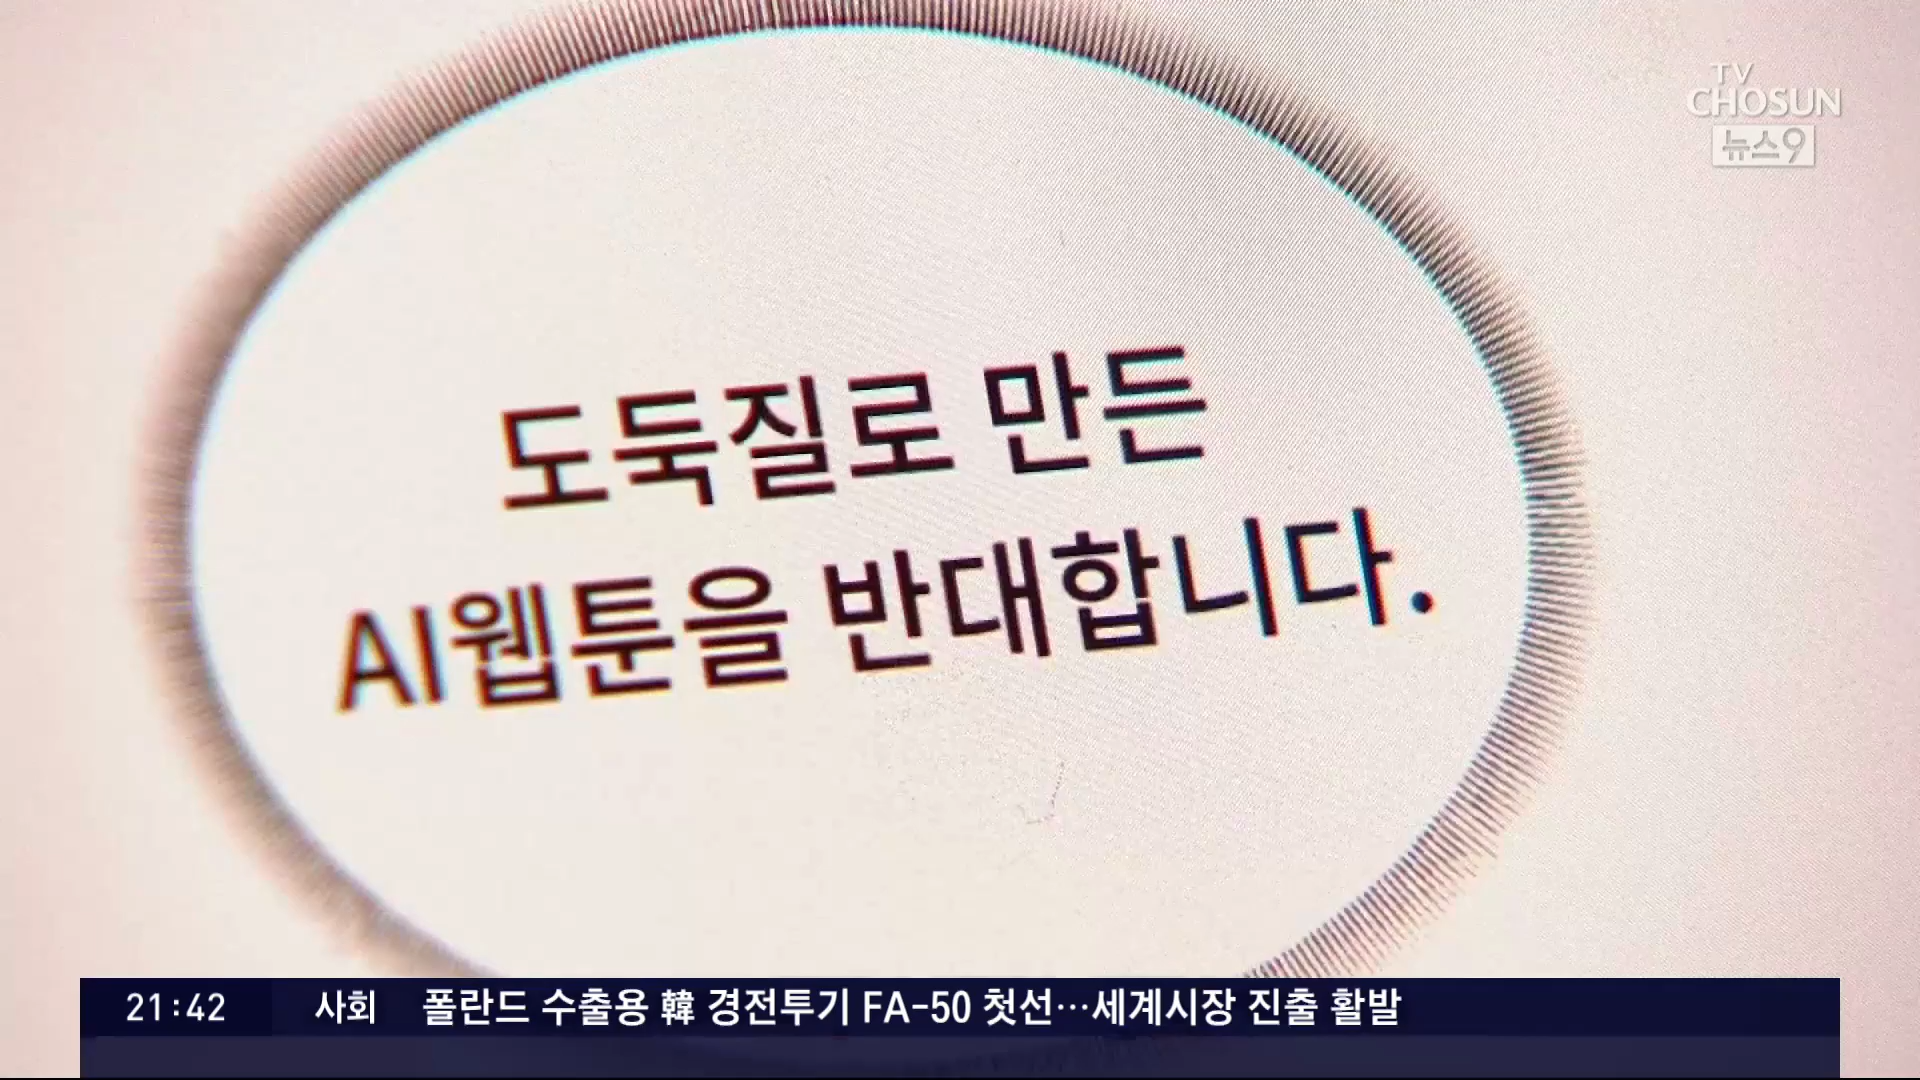 TV
CHOSUN
뉴스9
도둑질로 만든
AI웹툰을 반대합니다.
21:42 사회 폴란드 수출용 韓 경전투기 FA-50 첫선…세계시장 진출 활발